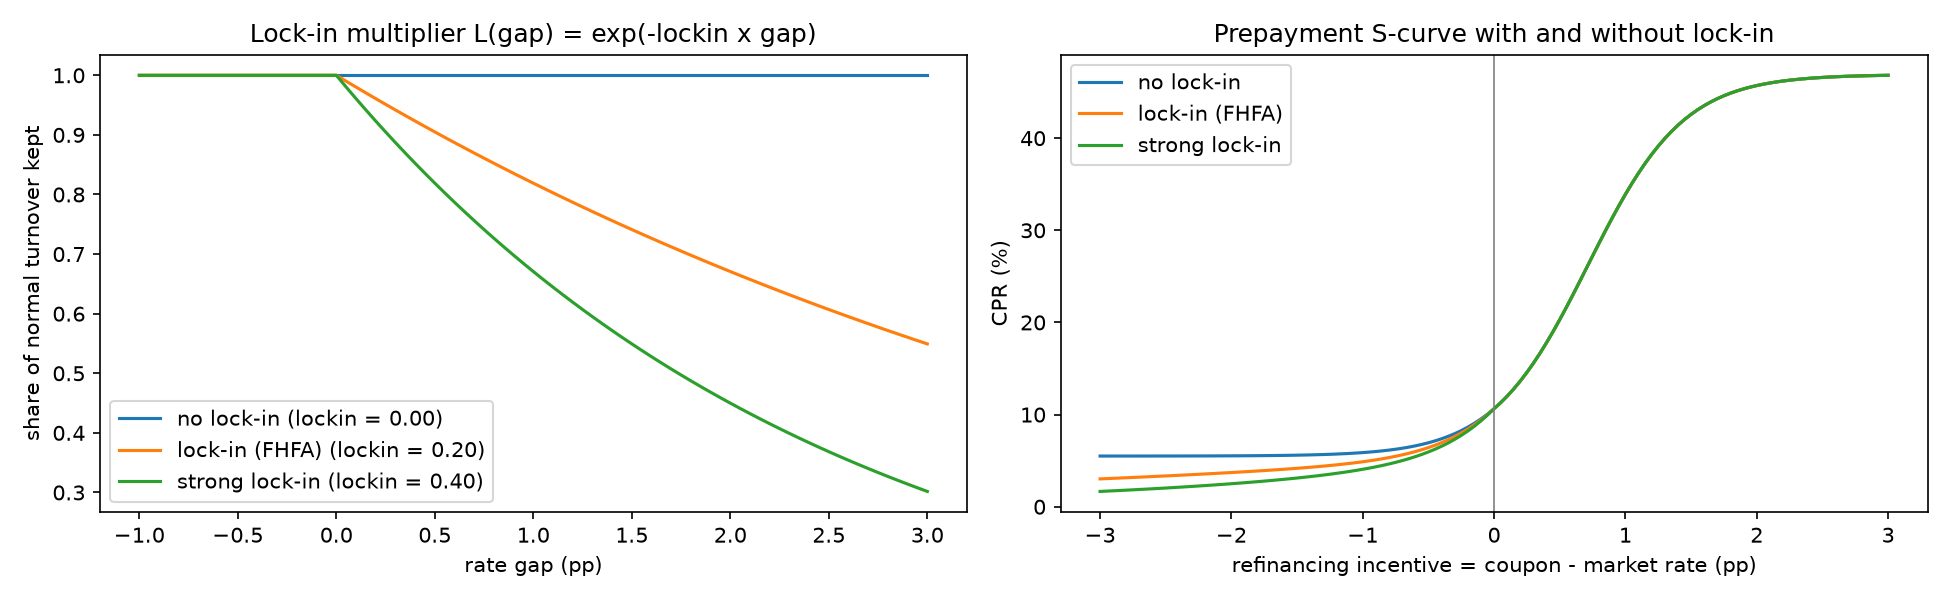 Lock-in multiplier L(gap) = exp(-lockin x gap)
share of normal turnover kept
1.0
0.9
0.8
0.7
0.6
0.5
0.4
0.3
no lock-in (lockin = 0.00)
lock-in (FHFA) (lockin = 0.20)
strong lock-in (lockin = 0.40)
−1.0 −0.5 0.0 0.5 1.0 1.5 2.0 2.5 3.0
rate gap (pp)
Prepayment S-curve with and without lock-in
no lock-in
lock-in (FHFA)
strong lock-in
CPR (%)
40
30
20
10
0
−3 −2 −1 0 1 2 3
refinancing incentive = coupon - market rate (pp)